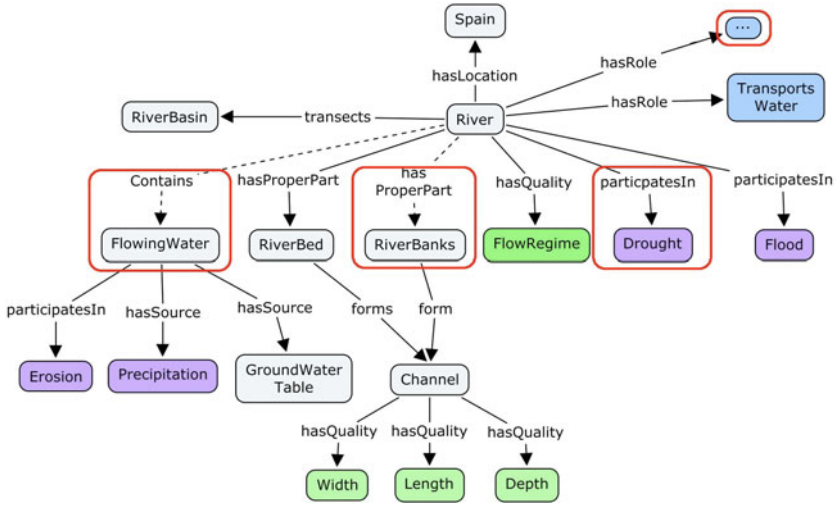 Spain
...
hasRole
hasLocation
Transports
Water
hasRole
RiverBasin
transects
River
Contains
hasProperPart
has
ProperPart
hasQuality
particpatesIn
participatesIn
FlowingWater
RiverBed
RiverBanks
FlowRegime
Drought
Flood
participatesIn
hasSource
hasSource
forms
form
Erosion
Precipitation
GroundWater
Table
Channel
hasQuality
hasQuality
hasQuality
Width
Length
Depth